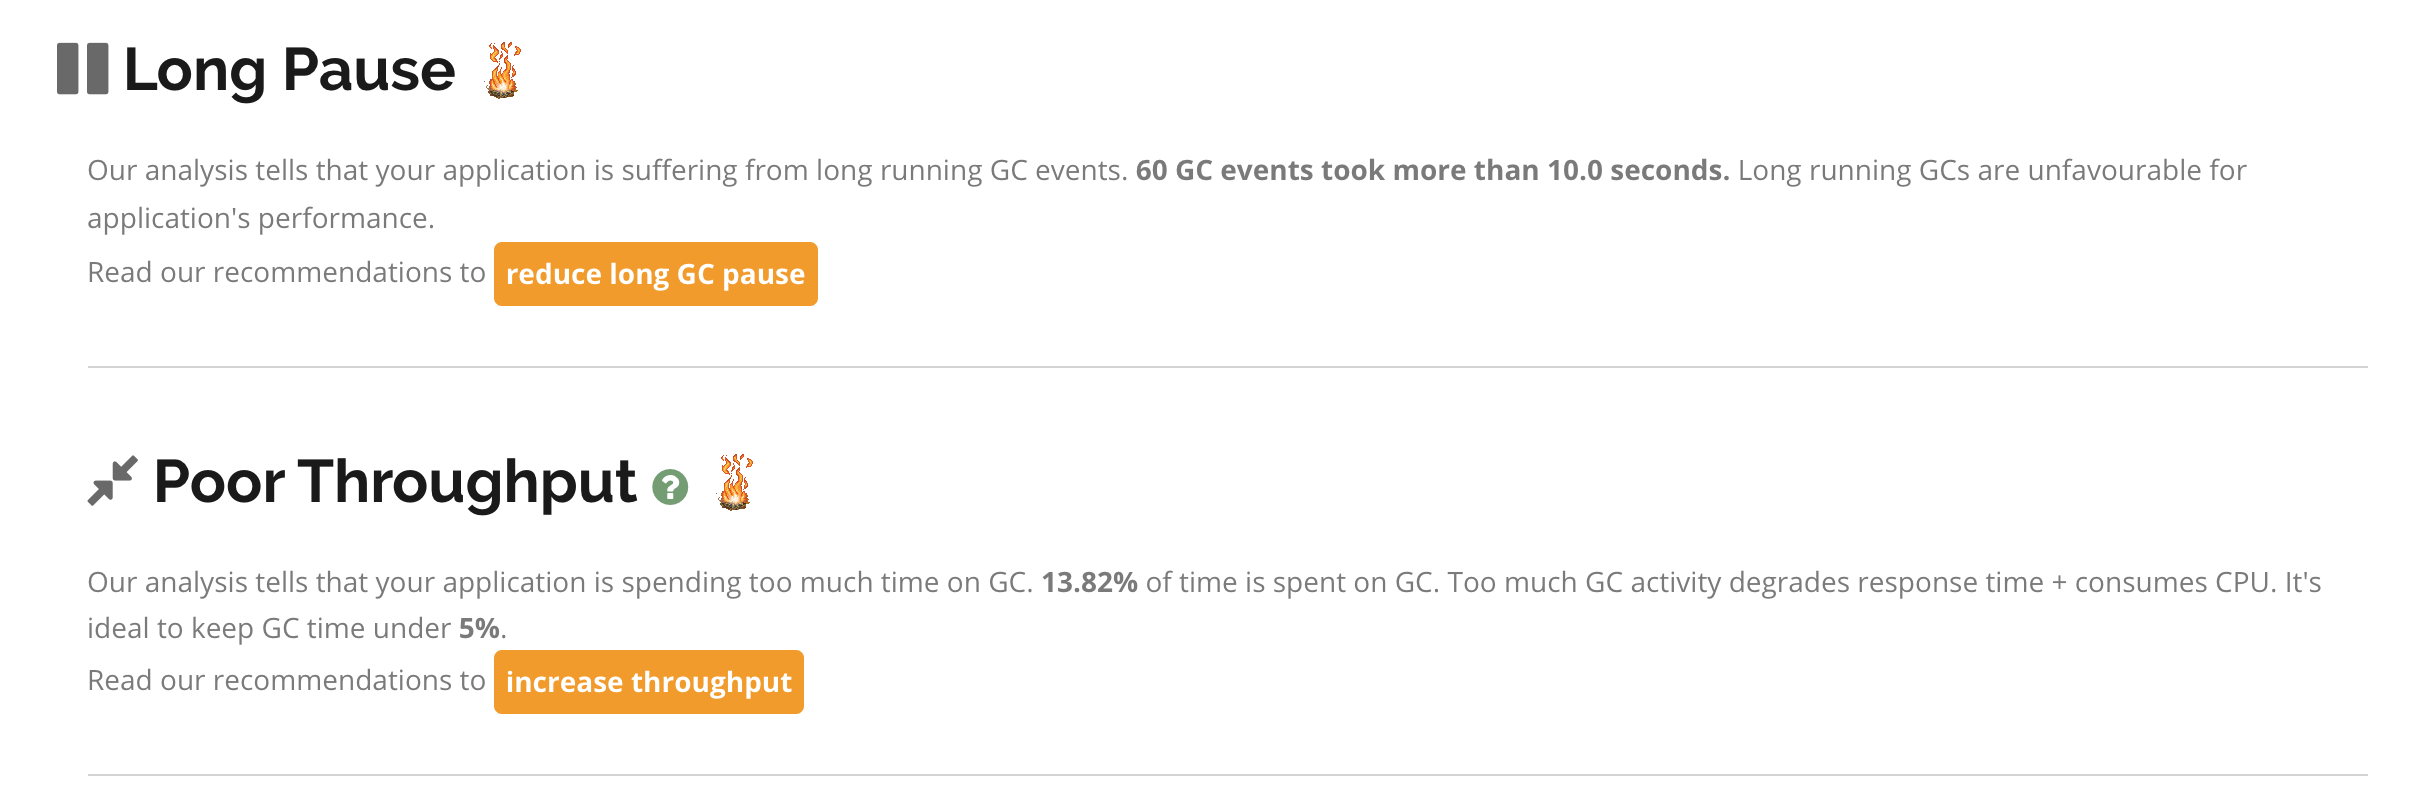 Long Pause
Our analysis tells that your application is suffering from long running GC events. 60 GC events took more than 10.0 seconds. Long running GCs are unfavourable for
application's performance.
Read our recommendations to reduce long GC pause
Poor Throughput ?
Our analysis tells that your application is spending too much time on GC. 13.82% of time is spent on GC. Too much GC activity degrades response time + consumes CPU. It's
ideal to keep GC time under 5%.
Read our recommendations to increase throughput